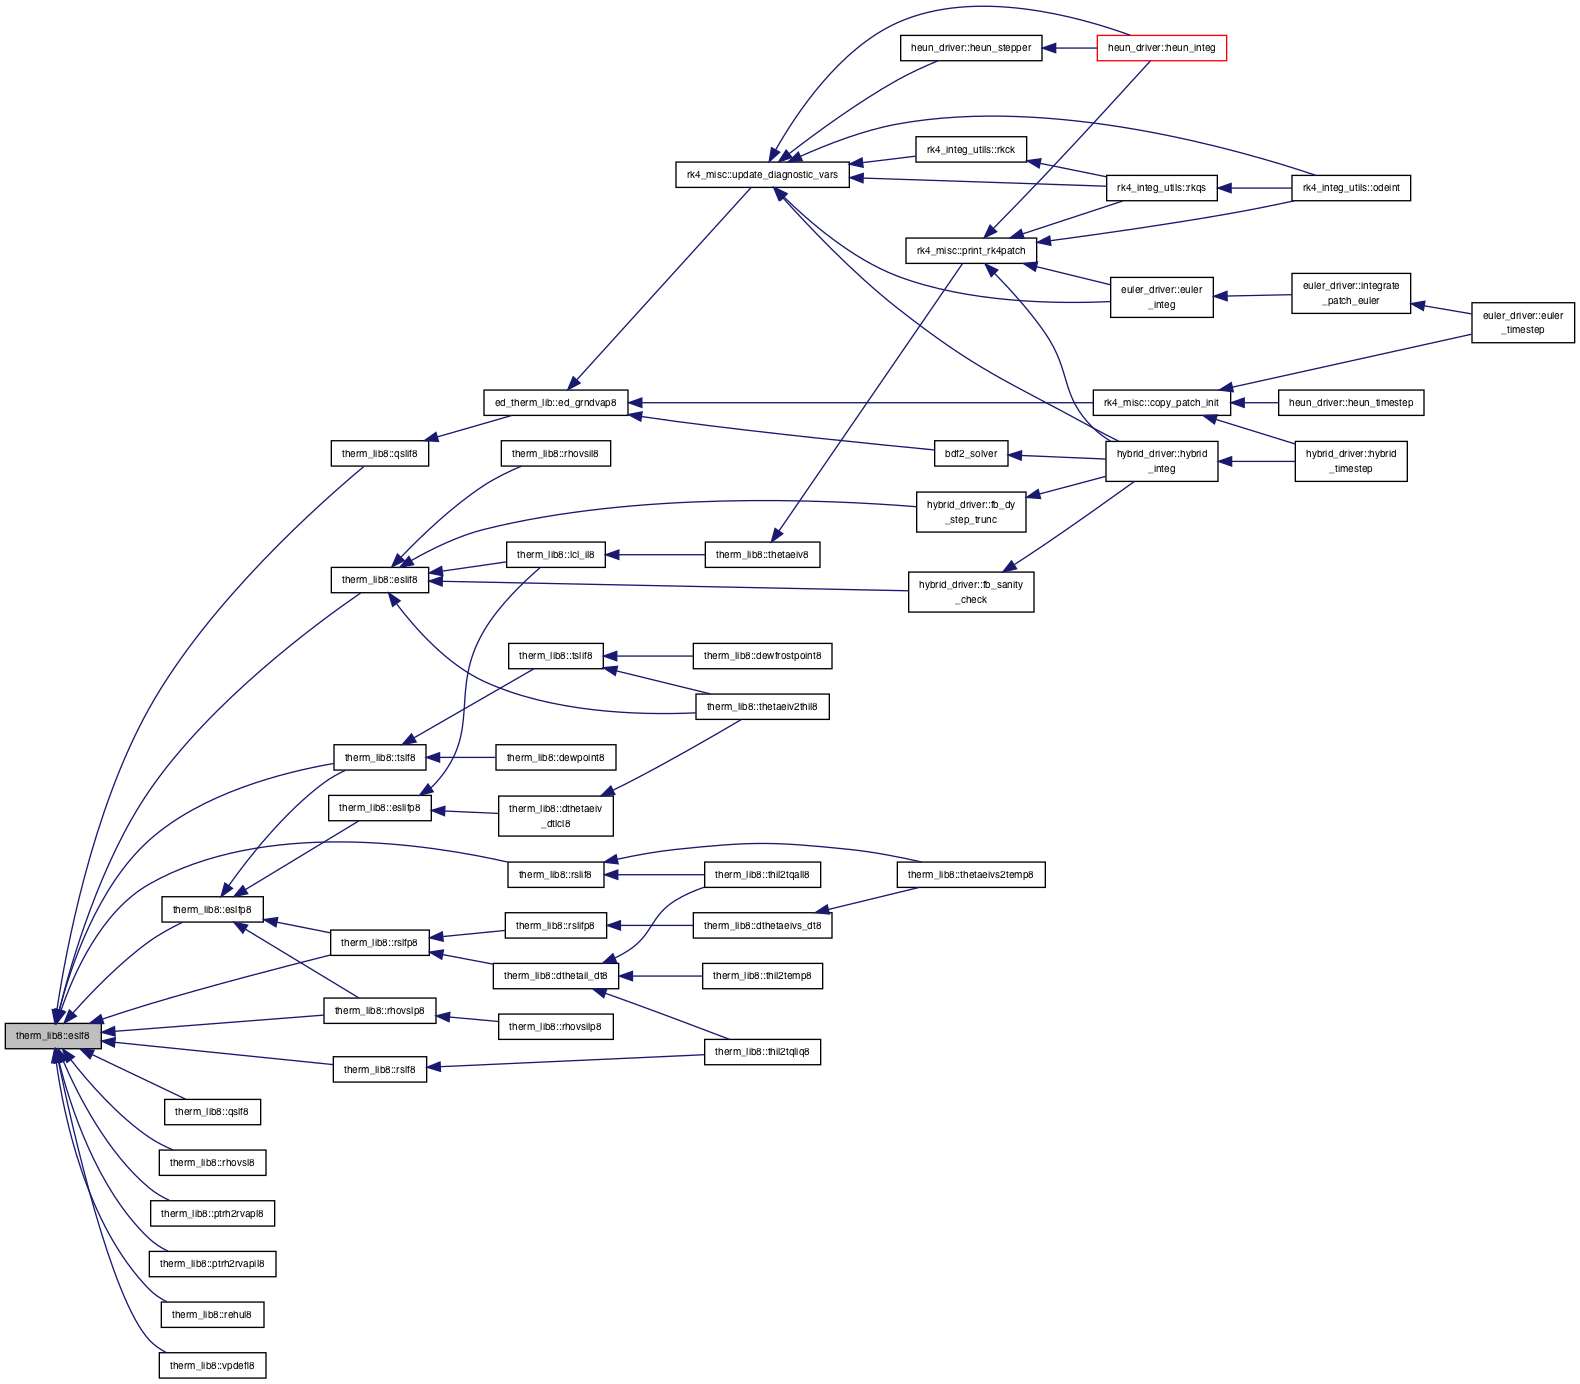 heun_driver::heun_stepper
heun_driver::heun_integ
rk4_integ_utils::rkck
rk4_misc::update_diagnostic_vars
rk4_integ_utils::rkqs
rk4_integ_utils::odeint
rk4_misc::print_rk4patch
euler_driver::euler
_integ
euler_driver::integrate
_patch_euler
euler_driver::euler
_timestep
ed_therm_lib::ed_grndvap8
rk4_misc::copy_patch_init
heun_driver::heun_timestep
therm_lib8::qslif8
therm_lib8::rhovsil8
bdf2_solver
hybrid_driver::hybrid
_integ
hybrid_driver::hybrid
_timestep
hybrid_driver::fb_dy
_step_trunc
therm_lib8::lcl_il8
therm_lib8::thetaeiv8
therm_lib8::eslif8
hybrid_driver::fb_sanity
_check
therm_lib8::tslif8
therm_lib8::dewfrostpoint8
therm_lib8::thetaeiv2thil8
therm_lib8::tslf8
therm_lib8::dewpoint8
therm_lib8::eslifp8
therm_lib8::dthetaeiv
_dtlcl8
therm_lib8::rslif8
therm_lib8::thil2tqall8
therm_lib8::thetaeivs2temp8
therm_lib8::eslfp8
therm_lib8::rslifp8
therm_lib8::dthetaeivs_dt8
therm_lib8::rslfp8
therm_lib8::dthetail_dt8
therm_lib8::thil2temp8
therm_lib8::rhovslp8
therm_lib8::rhovsilp8
therm_lib8::eslf8
therm_lib8::thil2tqliq8
therm_lib8::rslf8
therm_lib8::qslf8
therm_lib8::rhovsl8
therm_lib8::ptrh2rvapl8
therm_lib8::ptrh2rvapil8
therm_lib8::rehul8
therm_lib8::vpdefl8